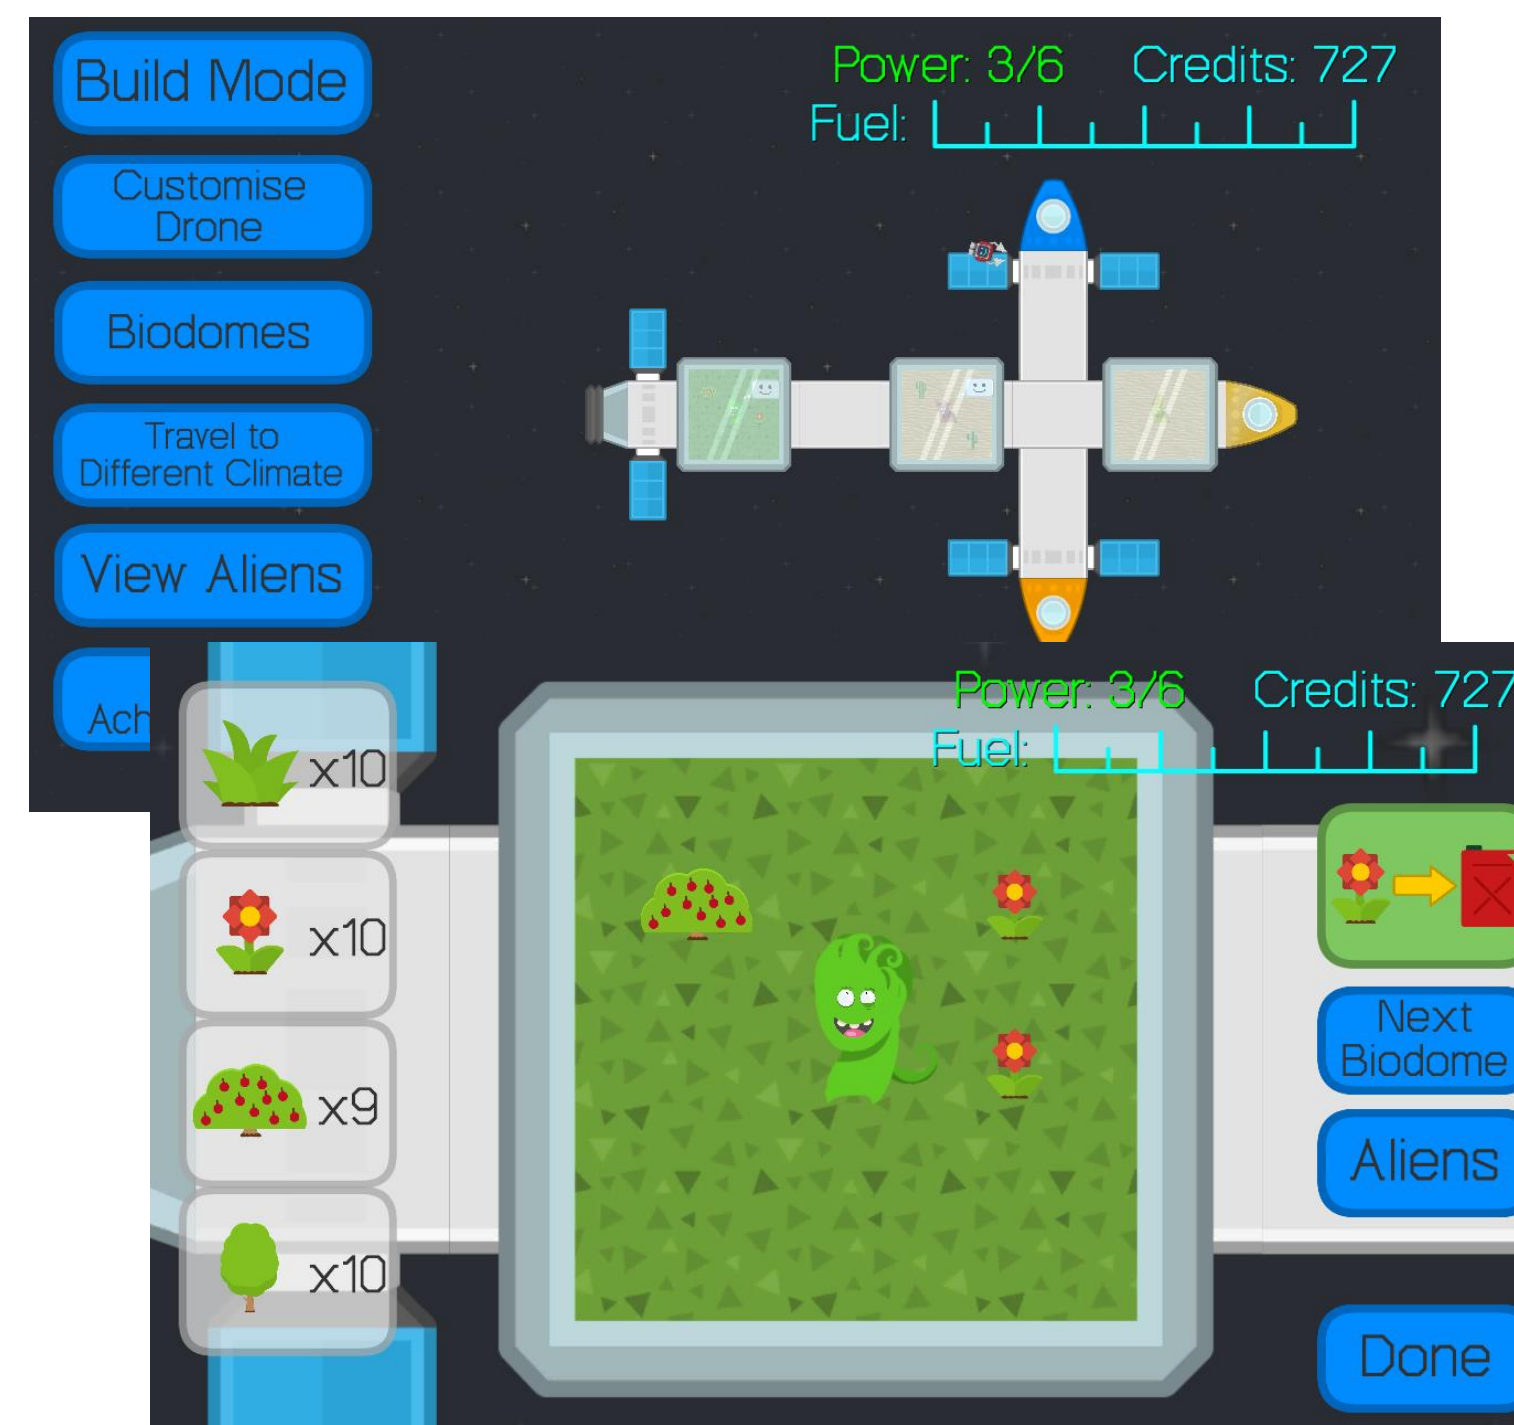 Build Mode
Power: 3/6
Credits: 727
Fuel:
Customise
Drone
Biodomes
Travel to
Different Climate
View Aliens
Ach
Power: 3/6
Credits: 727
Fuel:
x10
x10
x9
x10
Next
Biodome
Aliens
Done